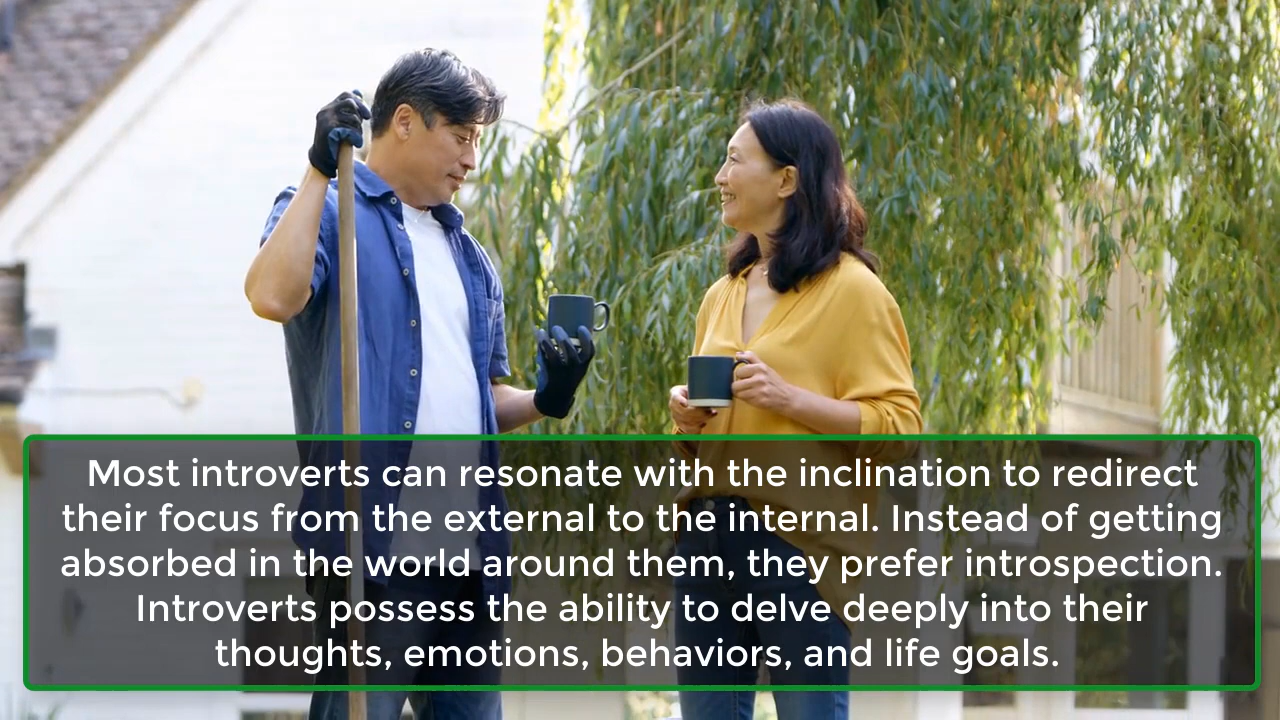 Most introverts can resonate with the inclination to redirect
their focus from the external to the internal. Instead of getting
absorbed in the world around them, they prefer introspection.
Introverts possess the ability to delve deeply into their
thoughts, emotions, behaviors, and life goals.